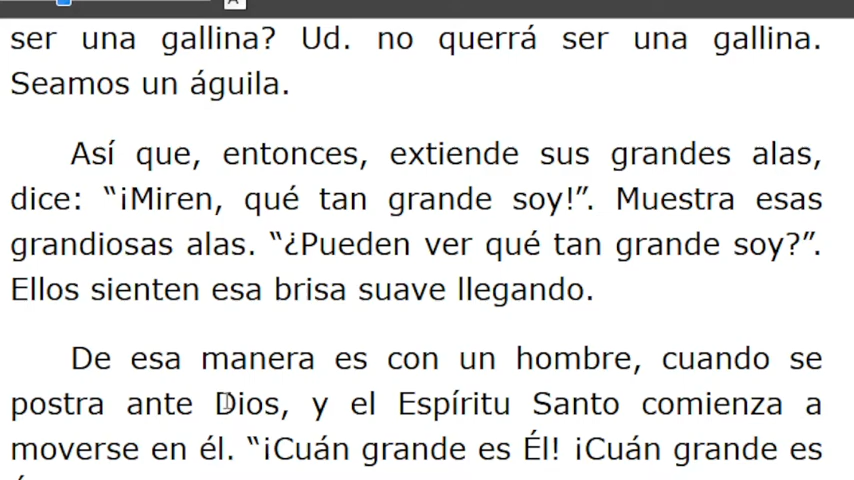 ser una gallina? Ud. no querrá ser una gallina.
Seamos un águila.
Así que, entonces, extiende sus grandes alas,
dice: “¡Miren, qué tan grande soy!”. Muestra esas
grandiosas alas. “¿Pueden ver qué tan grande soy?”.
Ellos sienten esa brisa suave llegando.
De esa manera es con un hombre, cuando se
postra ante Dios, y el Espíritu Santo comienza a
moverse en él. “¡Cuán grande es Él! ¡Cuán grande es